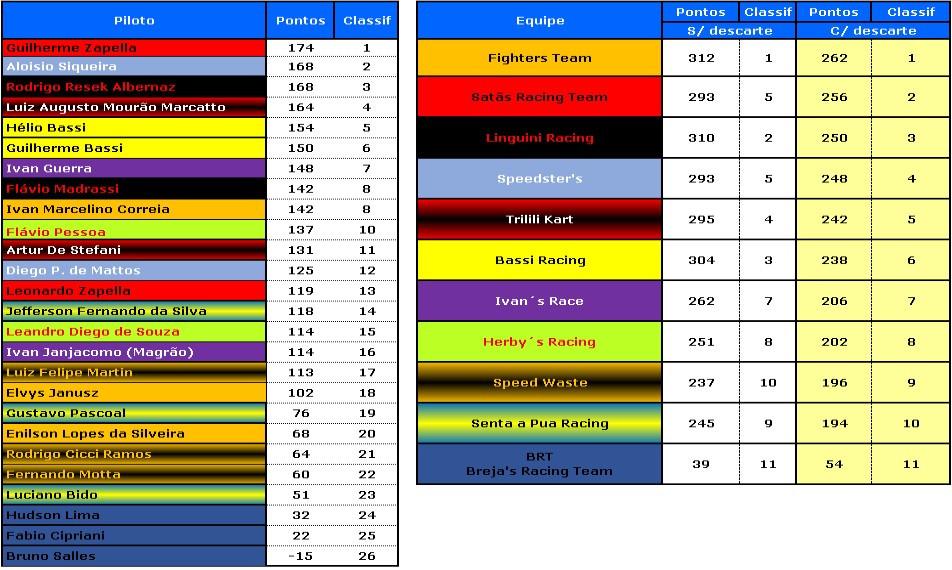 Piloto Pontos Classif
Guilherme Zapella 174 1
Aloisio Siqueira 168 2
Rodrigo Resek Albernaz 168 3
Luiz Augusto Mourão Marcatto 164 4
Hélio Bassi 154 5
Guilherme Bassi 150 6
Ivan Guerra 148 7
Flávio Madrassi 142 8
Ivan Marcelino Correia 142 8
Flávio Pessoa 137 10
Artur De Stefani 131 11
Diego P. de Mattos 125 12
Leonardo Zapella 119 13
Jefferson Fernando da Silva 118 14
Leandro Diego de Souza 114 15
Ivan Janjacomo (Magrão) 114 16
Luiz Felipe Martin 113 17
Elvys Janusz 102 18
Gustavo Pascoal 76 19
Enilson Lopes da Silveira 68 20
Rodrigo Cicci Ramos 64 21
Fernando Motta 60 22
Luciano Bido 51 23
Hudson Lima 32 24
Fabio Cipriani 22 25
Bruno Salles -15 26
Equipe Pontos Classif Pontos Classif
S/ descarte C/ descarte
Fighters Team 312 1 262 1
Satãs Racing Team 293 5 256 2
Linguini Racing 310 2 250 3
Speedster's 293 5 248 4
Trilili Kart 295 4 242 5
Bassi Racing 304 3 238 6
Ivan´s Race 262 7 206 7
Herby´s Racing 251 8 202 8
Speed Waste 237 10 196 9
Senta a Pua Racing 245 9 194 10
BRT
Breja's Racing Team 39 11 54 11